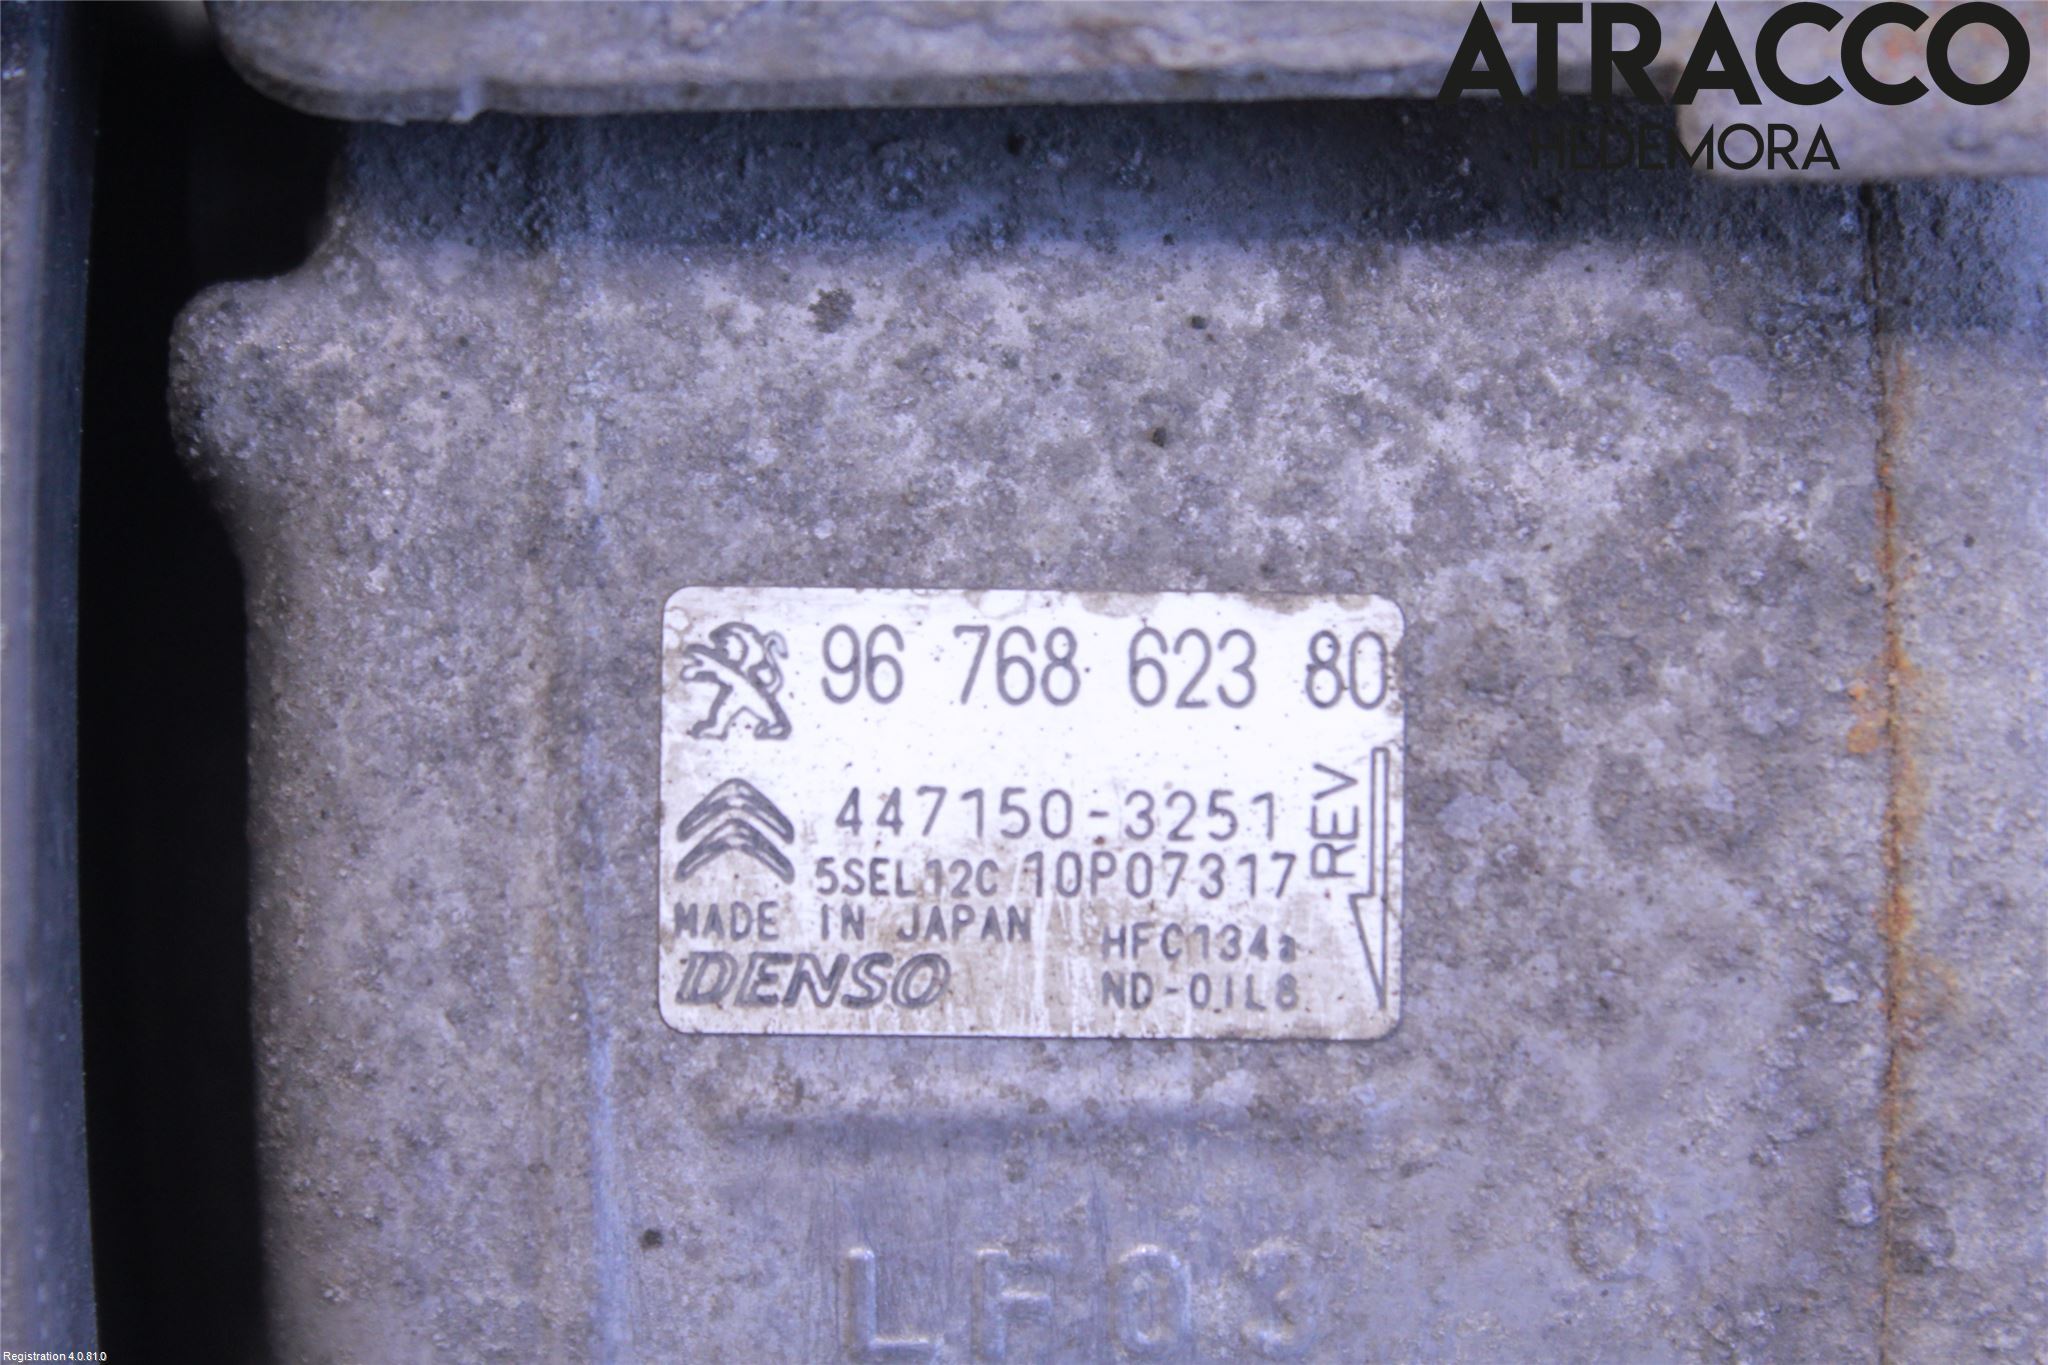 ATRACCO
HEDEMORA
96 768 623 80
447150-3251
5SEL12C 10P07317
REV
MADE IN JAPAN
HFC134a
DENSO
ND-OIL8
LF03
Registration 4.0.81.0